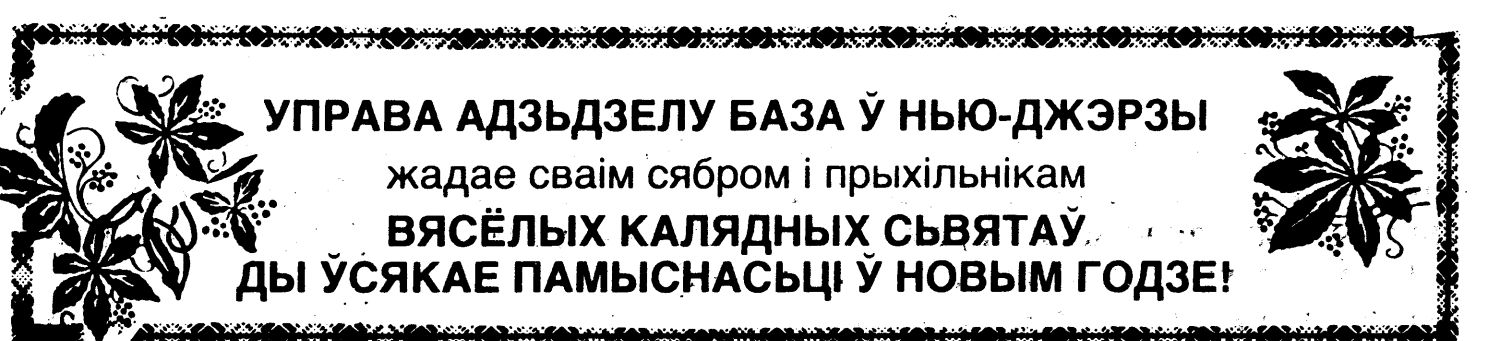 УПРАВА АДЗЬДЗЕЛУ БАЗА Ў НЬЮ-ДЖЭРЗЫ
жадае сваім сябром і прыхільнікам
ВЯСЁЛЫХ КАЛЯДНЫХ СЬВЯТАЎ
ДЫ ЎСЯКАЕ ПАМЫСНАСЬЦІ Ў НОВЫМ ГОДЗЕ!